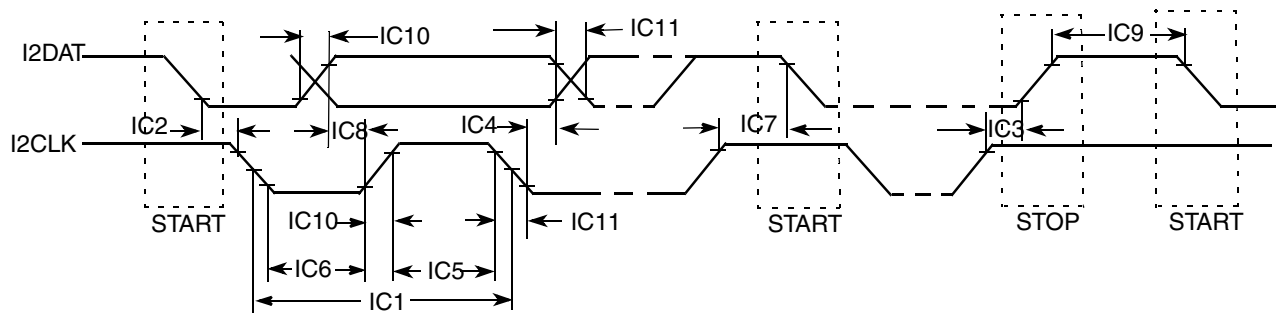 I2DAT IC10 IC11 IC9
IC2 IC8 IC4 IC7 IC3
I2CLK
START IC10 IC11 START STOP START
IC6 IC5
IC1